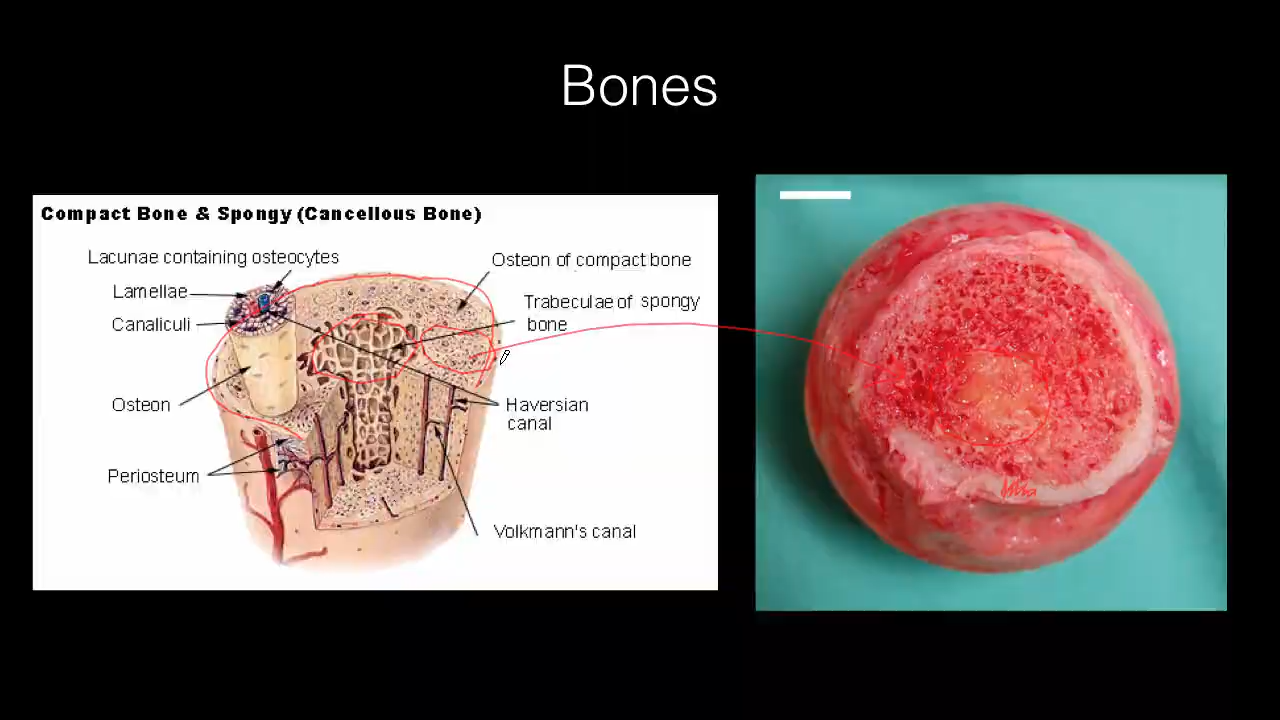 Bones
Compact Bone & Spongy (Cancellous Bone)
Lacunae containing osteocytes
Lamellae
Canaliculi
Osteon
Periosteum
Osteon of compact bone
Trabeculae of spongy
bone
Haversian
canal
Volkmann's canal